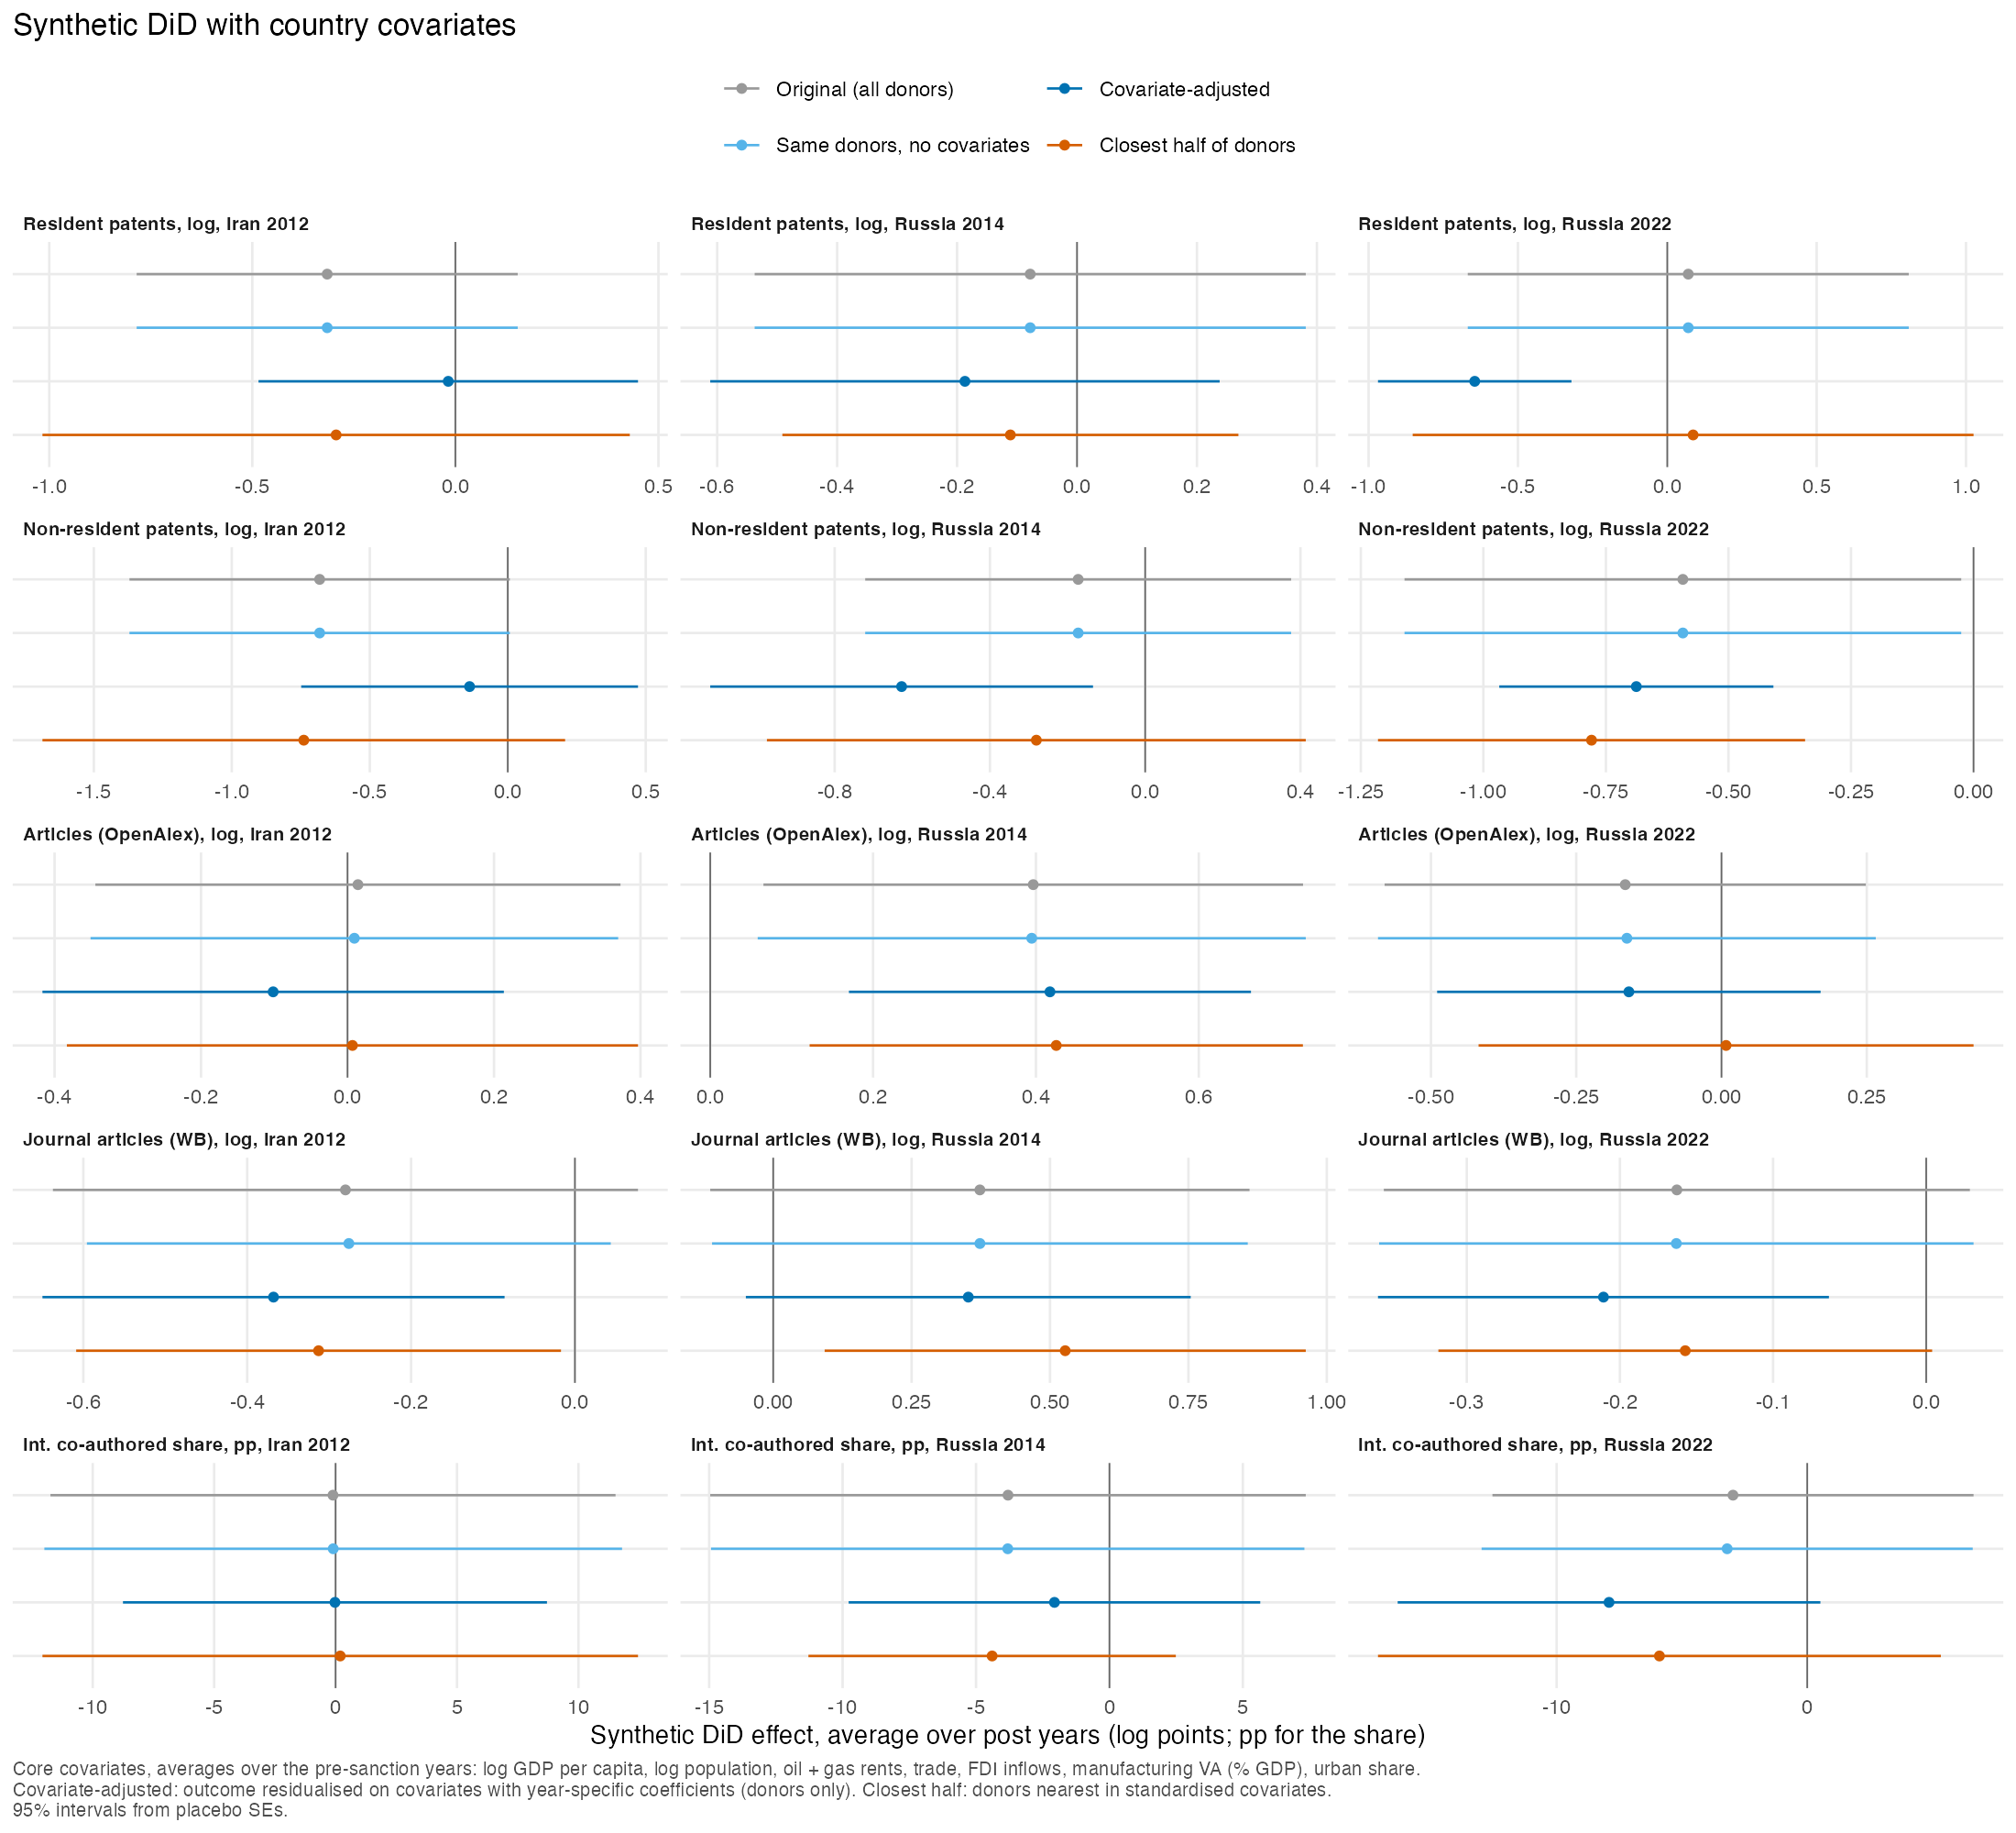 Synthetic DiD with country covariates
Original (all donors)
Covariate-adjusted
Same donors, no covariates
Closest half of donors
Resident patents, log, Iran 2012
Resident patents, log, Russia 2014
Resident patents, log, Russia 2022
-1.0 -0.5 0.0 0.5
-0.6 -0.4 -0.2 0.0 0.2 0.4
-1.0 -0.5 0.0 0.5 1.0
Non-resident patents, log, Iran 2012
Non-resident patents, log, Russia 2014
Non-resident patents, log, Russia 2022
-1.5 -1.0 -0.5 0.0 0.5
-0.8 -0.4 0.0 0.4
-1.25 -1.00 -0.75 -0.50 -0.25 0.00
Articles (OpenAlex), log, Iran 2012
Articles (OpenAlex), log, Russia 2014
Articles (OpenAlex), log, Russia 2022
-0.4 -0.2 0.0 0.2 0.4
0.0 0.2 0.4 0.6
-0.50 -0.25 0.00 0.25
Journal articles (WB), log, Iran 2012
Journal articles (WB), log, Russia 2014
Journal articles (WB), log, Russia 2022
-0.6 -0.4 -0.2 0.0
0.00 0.25 0.50 0.75 1.00
-0.3 -0.2 -0.1 0.0
Int. co-authored share, pp, Iran 2012
Int. co-authored share, pp, Russia 2014
Int. co-authored share, pp, Russia 2022
-10 -5 0 5 10
-15 -10 -5 0 5
-10 0
Synthetic DiD effect, average over post years (log points; pp for the share)
Core covariates, averages over the pre-sanction years: log GDP per capita, log population, oil + gas rents, trade, FDI inflows, manufacturing VA (% GDP), urban share.
Covariate-adjusted: outcome residualised on covariates with year-specific coefficients (donors only). Closest half: donors nearest in standardised covariates.
95% intervals from placebo SEs.